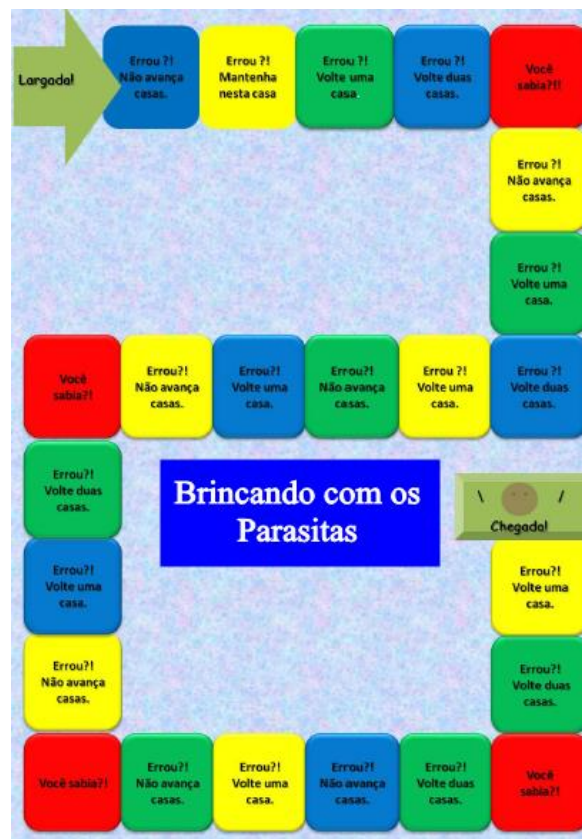 Largada!
Errou ?!
Não avança
casas.
Errou ?!
Mantenha
nesta casa
Errou ?!
Volte uma
casa.
Errou ?!
Volte duas
casas.
Você
sabia?!!
Errou ?!
Não avança
casas.
Errou ?!
Volte uma
casa.
Errou ?!
Volte duas
casas.
Errou?!
Volte uma
casa.
Errou?!
Não avança
casas.
Errou?!
Volte uma
casa.
Errou?!
Não avança
casas.
Você
sabia?!
Errou?!
Volte duas
casas.
Errou?!
Volte uma
casa.
Errou?!
Não avança
casas.
Você sabia?!
Errou?!
Não avança
casas.
Errou?!
Volte uma
casa.
Errou?!
Não avança
casas.
Errou?!
Volte duas
casas.
Você
sabia?!
Errou?!
Volte duas
casas.
Errou?!
Volte uma
casa.
Chegada!
Brincando com os
Parasitas